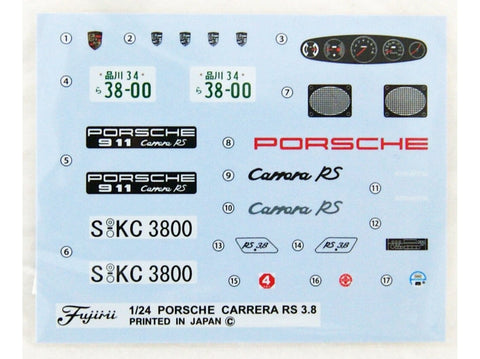 ① ② ③
④ 品川 34 品川 34
ら 38-00 ら 38-00
⑦
⑤ PORSCHE
911 Carrera RS
⑧ PORSCHE
PORSCHE
911 Carrera RS
⑨ Carrera RS
⑪
⑩ Carrera RS
⑫
⑥ S KC 3800
⑬ RS 3.8 ⑭ RS 3.8
S KC 3800
⑮ 4 ⑯ ⑰
Fujimi 1/24 PORSCHE CARRERA RS 3.8
PRINTED IN JAPAN ©